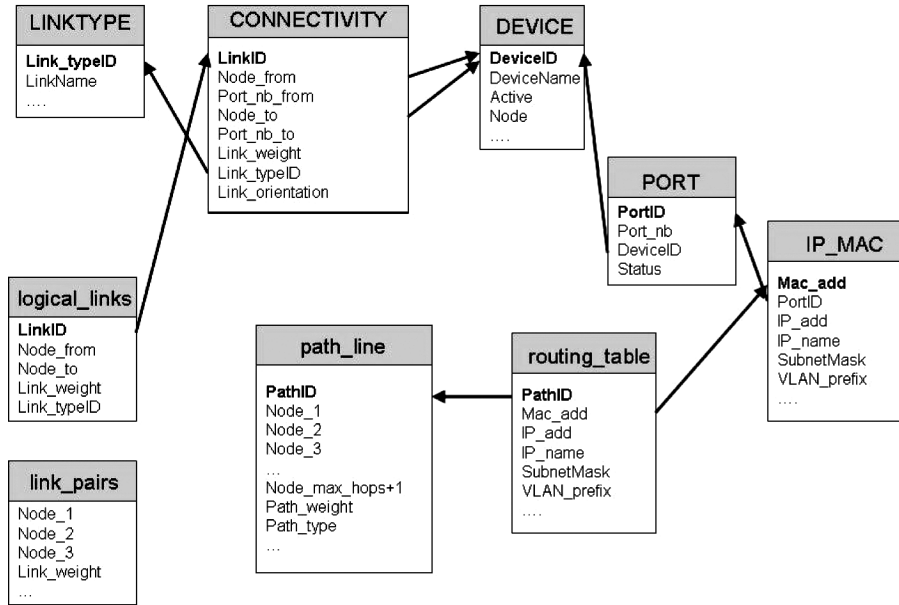 LINKTYPE
Link_typeID
LinkName
....
CONNECTIVITY
LinkID
Node_from
Port_nb_from
Node_to
Port_nb_to
Link_weight
Link_typeID
Link_orientation
DEVICE
DeviceID
DeviceName
Active
Node
....
PORT
PortID
Port_nb
DeviceID
Status
IP_MAC
Mac_add
PortID
IP_add
IP_name
SubnetMask
VLAN_prefix
....
logical_links
LinkID
Node_from
Node_to
Link_weight
Link_typeID
path_line
PathID
Node_1
Node_2
Node_3
...
Node_max_hops+1
Path_weight
Path_type
...
routing_table
PathID
Mac_add
IP_add
IP_name
SubnetMask
VLAN_prefix
....
link_pairs
Node_1
Node_2
Node_3
Link_weight
...